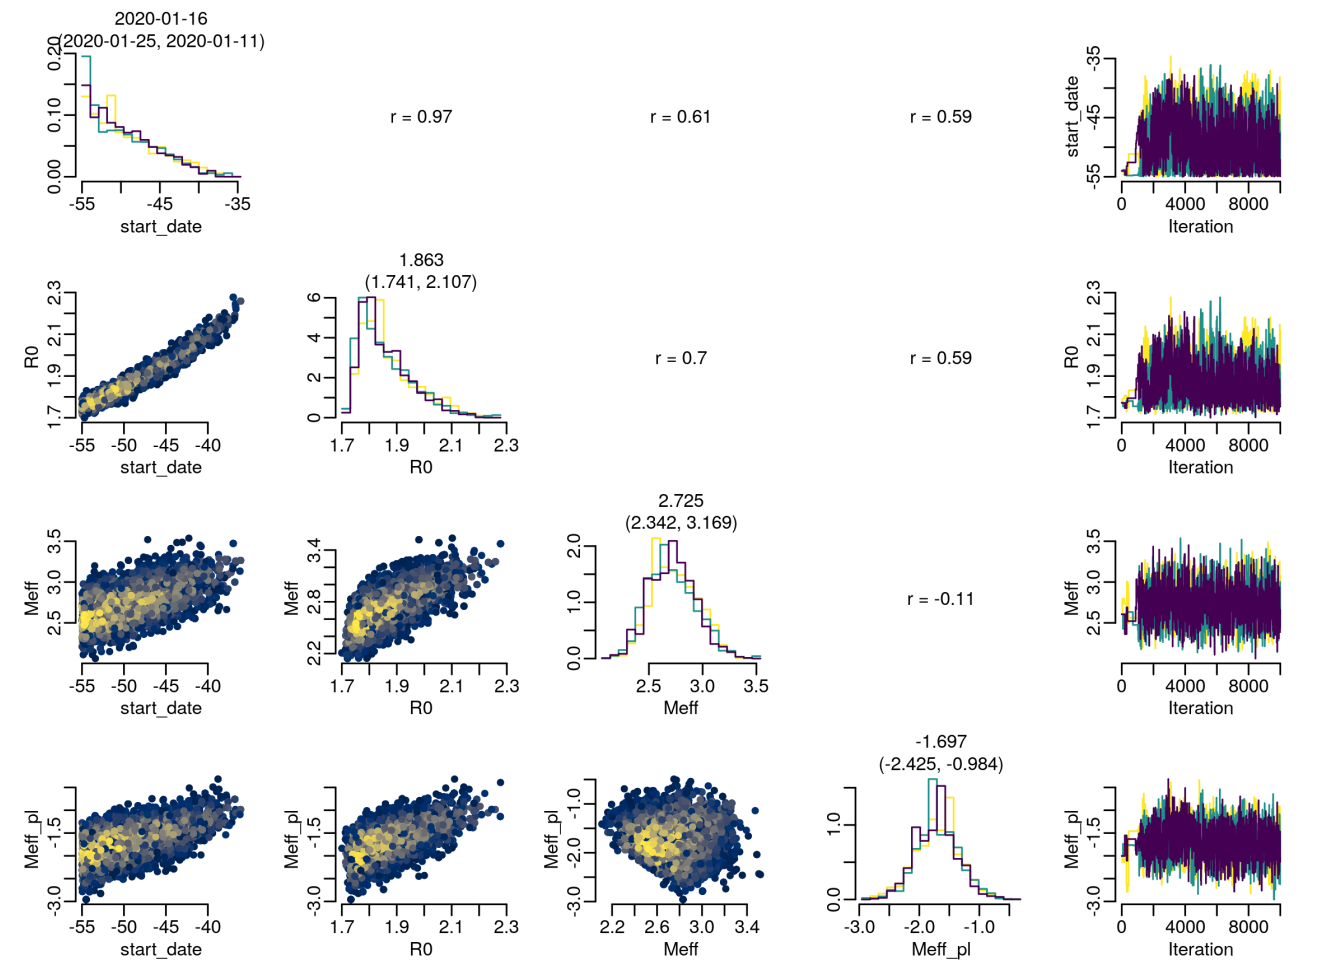 2020-01-16
(2020-01-25, 2020-01-11)
0.00 0.10 0.20
-55 -45 -35
start_date
r = 0.97
r = 0.61
r = 0.59
start_date
-55 -45 -35
0 4000 8000
Iteration
R0
1.7 1.9 2.1 2.3
-55 -50 -45 -40
start_date
1.863
(1.741, 2.107)
0 2 4 6
1.7 1.9 2.1 2.3
R0
r = 0.7
r = 0.59
R0
1.7 1.9 2.1 2.3
0 4000 8000
Iteration
Meff
2.5 3.0 3.5
-55 -50 -45 -40
start_date
Meff
2.2 2.8 3.4
1.7 1.9 2.1 2.3
R0
2.725
(2.342, 3.169)
0.0 1.0 2.0
2.5 3.0 3.5
Meff
r = -0.11
Meff
2.5 3.0 3.5
0 4000 8000
Iteration
Meff_pl
-3.0 -1.5
-55 -50 -45 -40
start_date
Meff_pl
-3.0 -1.5
1.7 1.9 2.1 2.3
R0
Meff_pl
-3.0 -2.0 -1.0
2.2 2.6 3.0 3.4
Meff
-1.697
(-2.425, -0.984)
0.0 1.0
-3.0 -2.0 -1.0
Meff_pl
Meff_pl
-3.0 -1.5
0 4000 8000
Iteration